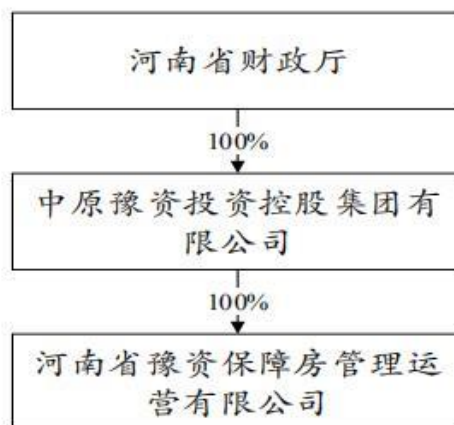 河南省财政厅
100%
中原豫资投资控股集团有
限公司
100%
河南省豫资保障房管理运
营有限公司